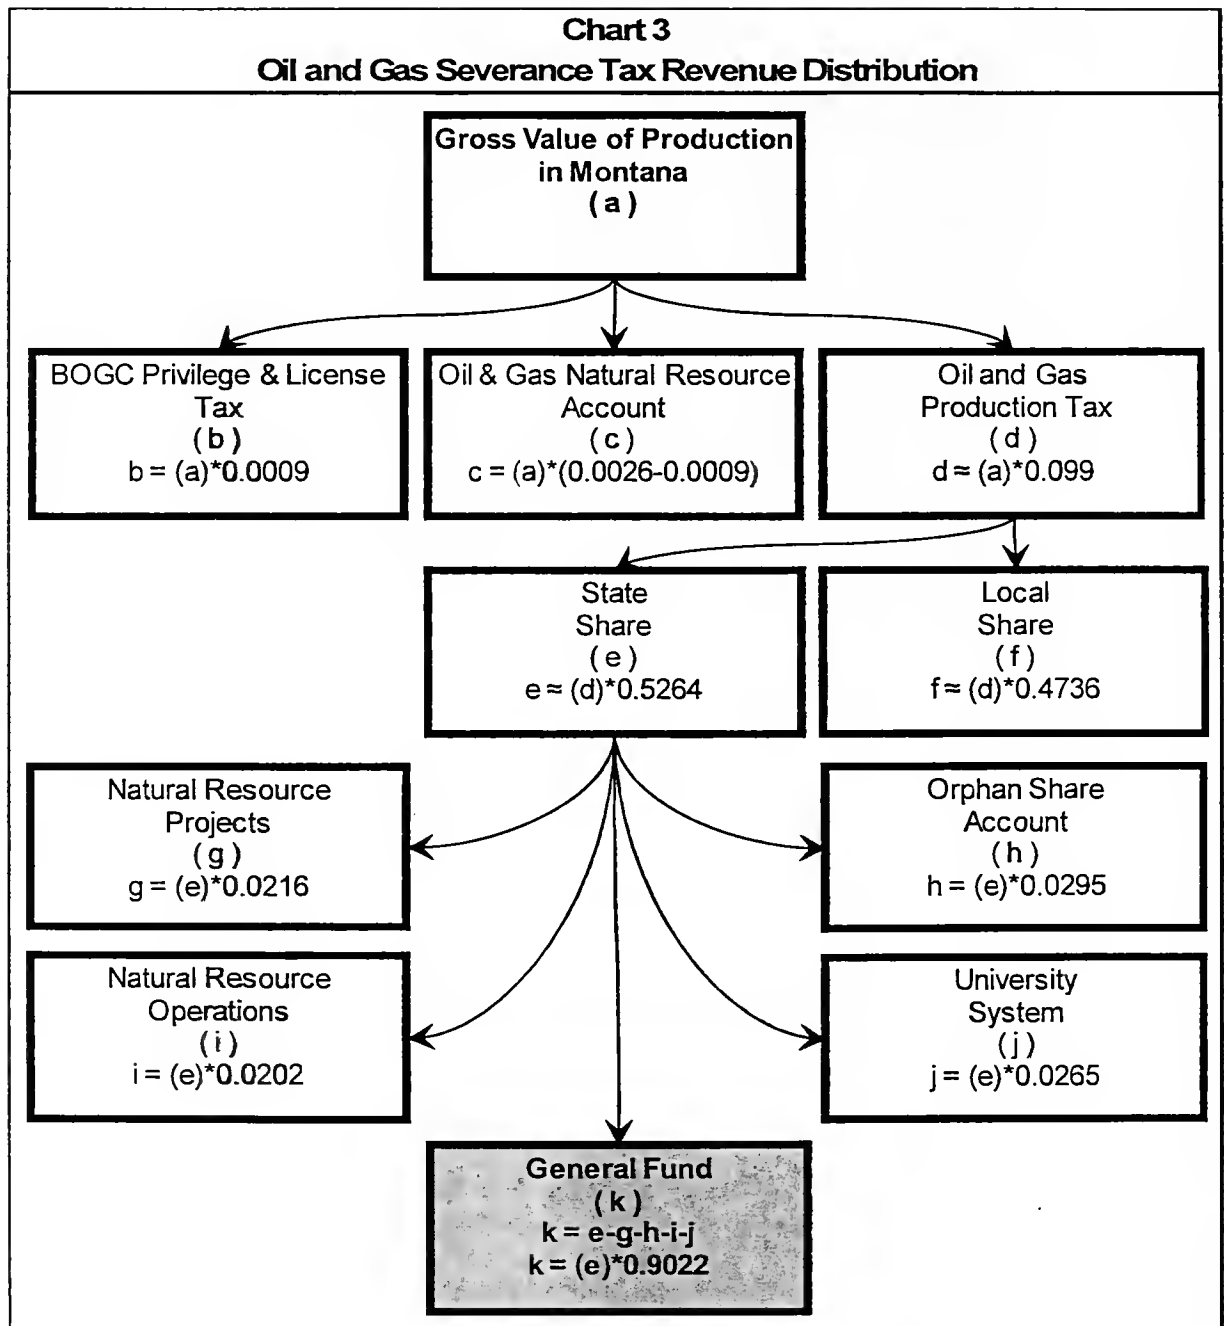 Chart 3
Oil and Gas Severance Tax Revenue Distribution
Gross Value of Production
in Montana
( a )
BOGC Privilege & License
Tax
( b )
b = (a)*0.0009
Oil & Gas Natural Resource
Account
( c )
c = (a)*(0.0026-0.0009)
Oil and Gas
Production Tax
( d )
d ≈ (a)*0.099
State
Share
( e )
e ≈ (d)*0.5264
Local
Share
( f )
f ≈ (d)*0.4736
Natural Resource
Projects
( g )
g = (e)*0.0216
Orphan Share
Account
( h )
h = (e)*0.0295
Natural Resource
Operations
( i )
i = (e)*0.0202
University
System
( j )
j = (e)*0.0265
General Fund
( k )
k = e-g-h-i-j
k = (e)*0.9022